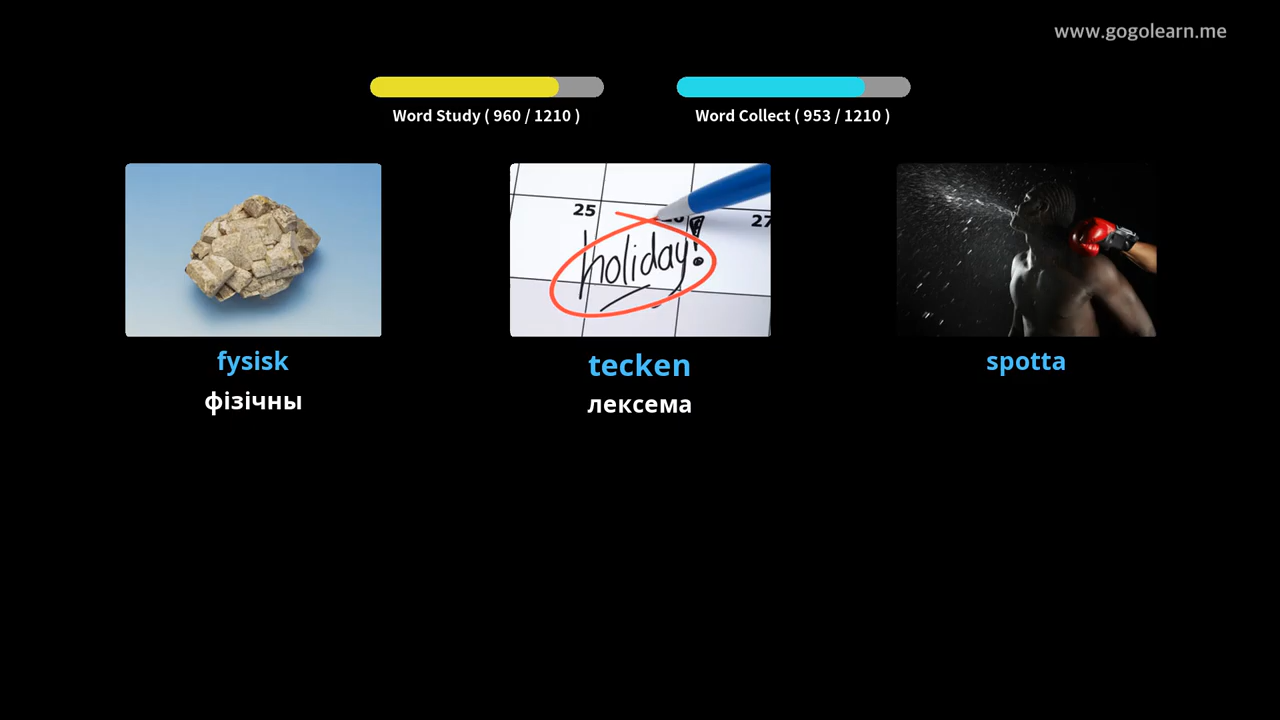 www.gogolearn.me
Word Study ( 960 / 1210 )
Word Collect ( 953 / 1210 )
25
27
holiday!
fysisk
tecken
spotta
фізічны
лексема